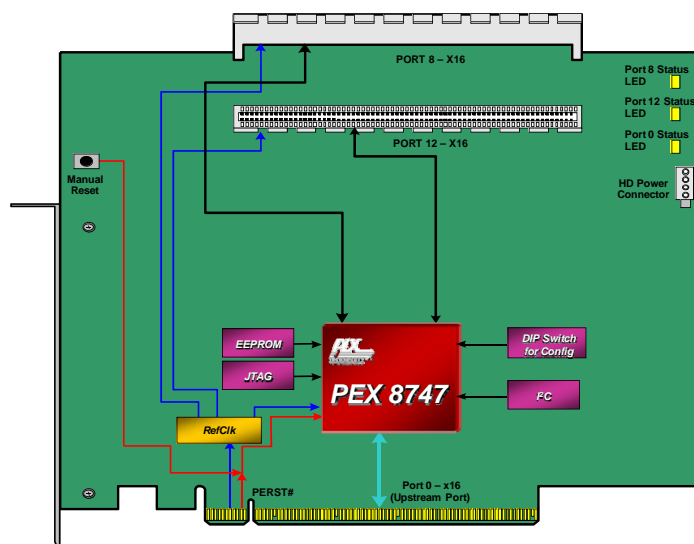 PORT 8 – X16
Port 8 Status
LED
Port 12 Status
LED
PORT 12 – X16
Port 0 Status
LED
Manual
Reset
HD Power
Connector
EEPROM
JTAG
PEX
PEX 8747
DIP Switch
for Config
I²C
RefClk
PERST#
Port 0 – x16
(Upstream Port)